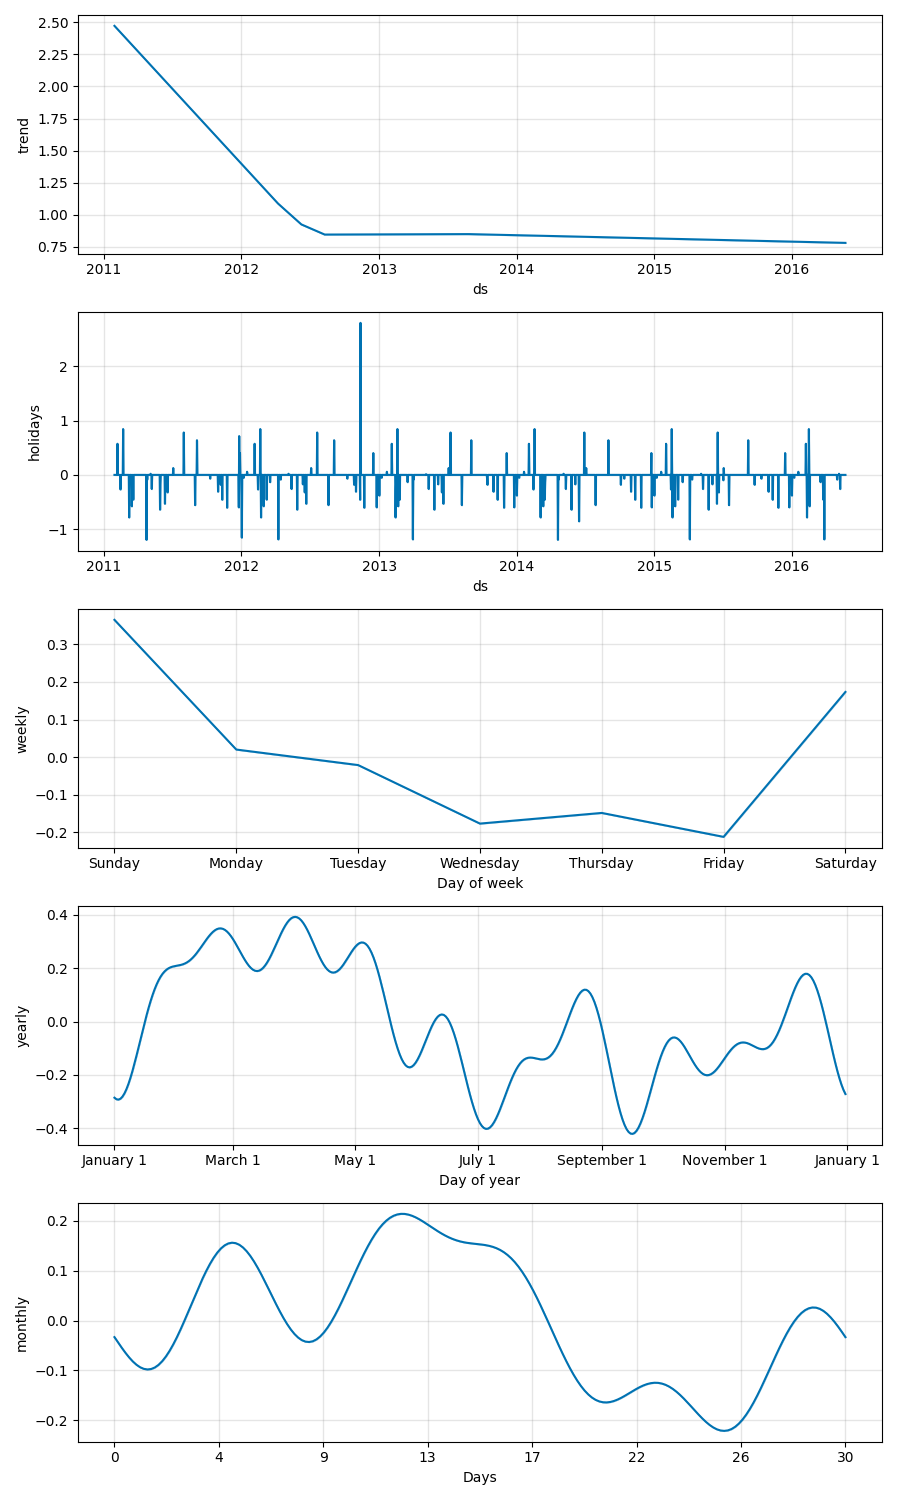 2.50
2.25
2.00
1.75
1.50
1.25
1.00
0.75
trend
2011 2012 2013 2014 2015 2016
ds
2
1
0
−1
holidays
2011 2012 2013 2014 2015 2016
ds
0.3
0.2
0.1
0.0
−0.1
−0.2
weekly
Sunday Monday Tuesday Wednesday Thursday Friday Saturday
Day of week
0.4
0.2
0.0
−0.2
−0.4
yearly
January 1 March 1 May 1 July 1 September 1 November 1 January 1
Day of year
0.2
0.1
0.0
−0.1
−0.2
monthly
0 4 9 13 17 22 26 30
Days